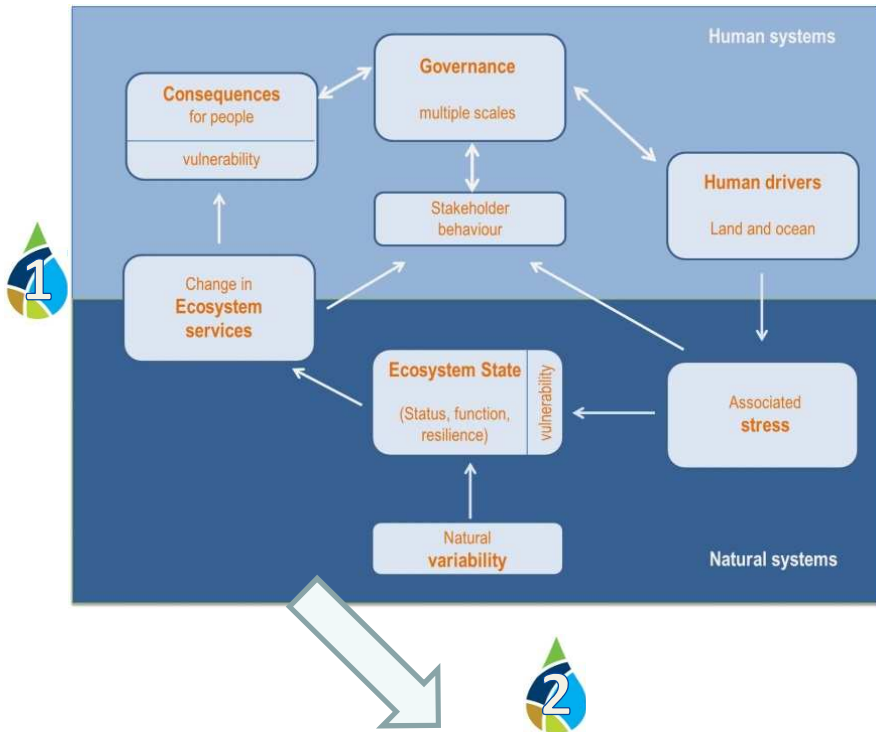 Human systems
Governance
multiple scales
Consequences
for people
vulnerability
Human drivers
Land and ocean
Stakeholder
behaviour
1
Change in
Ecosystem
services
Ecosystem State
(Status, function,
resilience)
vulnerability
Associated
stress
Natural
variability
Natural systems
2